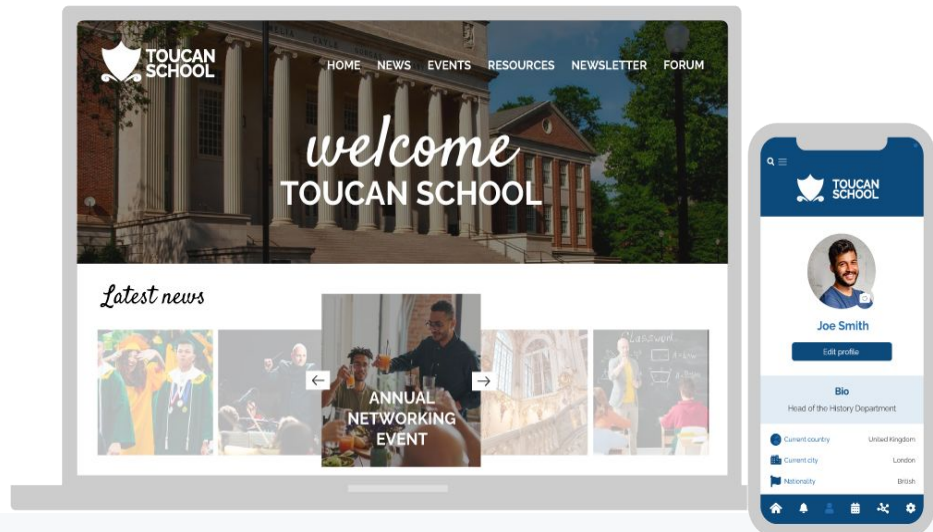 TOUCAN
SCHOOL
HOME NEWS EVENTS RESOURCES NEWSLETTER FORUM
welcome
TOUCAN SCHOOL
Latest news
ANNUAL
NETWORKING
EVENT
TOUCAN
SCHOOL
Joe Smith
Edit profile
Bio
Head of the History Department
Current country United Kingdom
Current city London
Nationality British